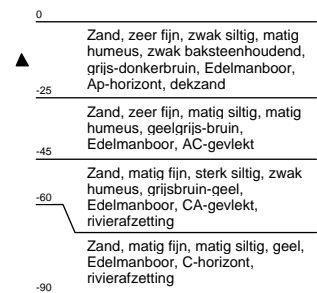 0
Zand, zeer fijn, zwak siltig, matig
humeus, zwak baksteenhoudend,
grijs-donkerbruin, Edelmanboor,
Ap-horizont, dekzand
-25
Zand, zeer fijn, matig siltig, matig
humeus, geelgrijs-bruin,
Edelmanboor, AC-gevlekt
-45
Zand, matig fijn, sterk siltig, zwak
humeus, grijsbruin-geel,
Edelmanboor, CA-gevlekt,
rivierafzetting
-60
Zand, matig fijn, matig siltig, geel,
Edelmanboor, C-horizont,
rivierafzetting
-90